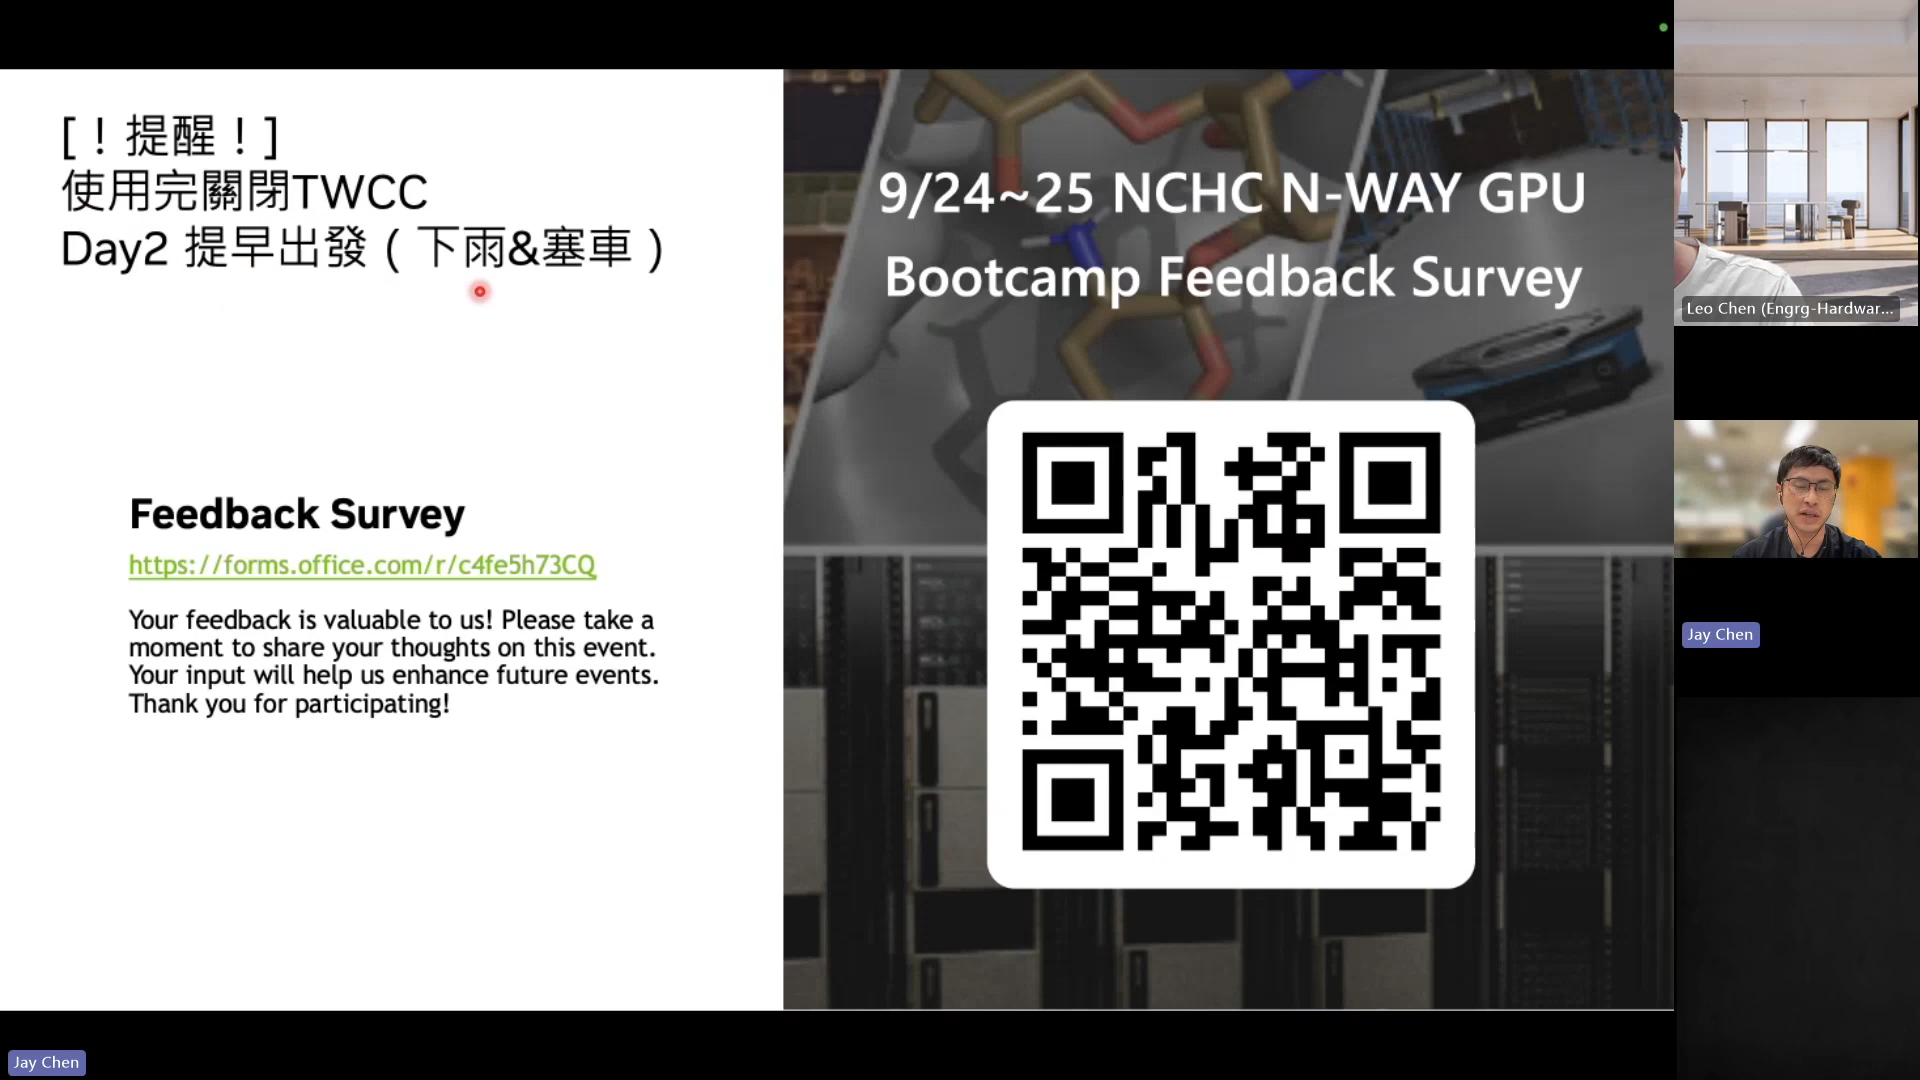 [！提醒！]
使用完關閉TWCC
Day2 提早出發（下雨&塞車）
Feedback Survey
https://forms.office.com/r/c4fe5h73CQ
Your feedback is valuable to us! Please take a
moment to share your thoughts on this event.
Your input will help us enhance future events.
Thank you for participating!
9/24~25 NCHC N-WAY GPU
Bootcamp Feedback Survey
Leo Chen (Engrg-Hardwar...
Jay Chen
Jay Chen